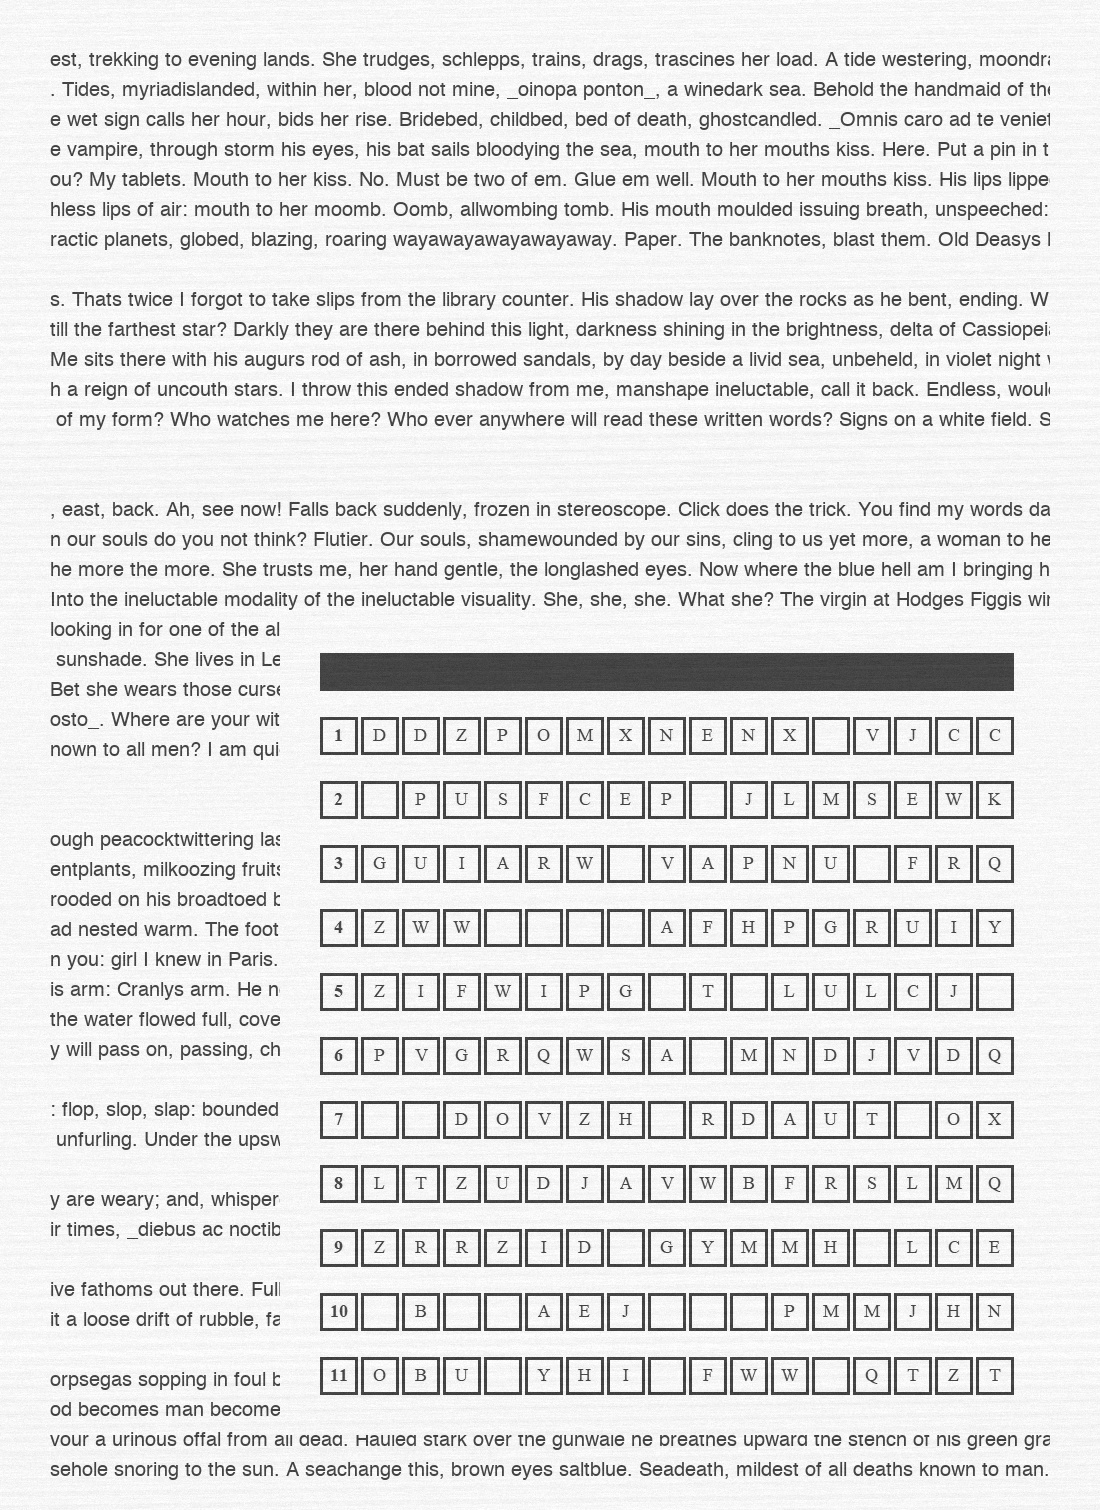 est, trekking to evening lands. She trudges, schlepps, trains, drags, trascines her load. A tide westering, moondra
. Tides, myriadislanded, within her, blood not mine, _oinopa ponton_, a winedark sea. Behold the handmaid of the
e wet sign calls her hour, bids her rise. Bridebed, childbed, bed of death, ghostcandled. _Omnis caro ad te veniet
e vampire, through storm his eyes, his bat sails bloodying the sea, mouth to her mouths kiss. Here. Put a pin in t
ou? My tablets. Mouth to her kiss. No. Must be two of em. Glue em well. Mouth to her mouths kiss. His lips lippe
hless lips of air: mouth to her moomb. Oomb, allwombing tomb. His mouth moulded issuing breath, unspeeched:
ractic planets, globed, blazing, roaring wayawayawayawayaway. Paper. The banknotes, blast them. Old Deasys l
s. Thats twice I forgot to take slips from the library counter. His shadow lay over the rocks as he bent, ending. W
till the farthest star? Darkly they are there behind this light, darkness shining in the brightness, delta of Cassiopeia
Me sits there with his augurs rod of ash, in borrowed sandals, by day beside a livid sea, unbeheld, in violet night w
h a reign of uncouth stars. I throw this ended shadow from me, manshape ineluctable, call it back. Endless, would
of my form? Who watches me here? Who ever anywhere will read these written words? Signs on a white field. S
, east, back. Ah, see now! Falls back suddenly, frozen in stereoscope. Click does the trick. You find my words da
n our souls do you not think? Flutier. Our souls, shamewounded by our sins, cling to us yet more, a woman to he
he more the more. She trusts me, her hand gentle, the longlashed eyes. Now where the blue hell am I bringing h
Into the ineluctable modality of the ineluctable visuality. She, she, she. What she? The virgin at Hodges Figgis win
looking in for one of the al
sunshade. She lives in Le
Bet she wears those curse
osto_. Where are your wit
nown to all men? I am qui
ough peacocktwittering las
entplants, milkoozing fruits
rooded on his broadtoed b
ad nested warm. The foot
n you: girl I knew in Paris.
is arm: Cranlys arm. He n
the water flowed full, cove
y will pass on, passing, ch
: flop, slop, slap: bounded
unfurling. Under the upsw
y are weary; and, whisper
ir times, _diebus ac noctib
ive fathoms out there. Full
it a loose drift of rubble, fa
orpsegas sopping in foul b
od becomes man become
vour a urinous offal from all dead. Hauled stark over the gunwale he breathes upward the stench of his green gra
sehole snoring to the sun. A seachange this, brown eyes saltblue. Seadeath, mildest of all deaths known to man.
1 D D Z P O M X N E N X V J C C
2 P U S F C E P J L M S E W K
3 G U I A R W V A P N U F R Q
4 Z W W A F H P G R U I Y
5 Z I F W I P G T L U L C J
6 P V G R Q W S A M N D J V D Q
7 D O V Z H R D A U T O X
8 L T Z U D J A V W B F R S L M Q
9 Z R R Z I D G Y M M H L C E
10 B A E J P M M J H N
11 O B U Y H I F W W Q T Z T